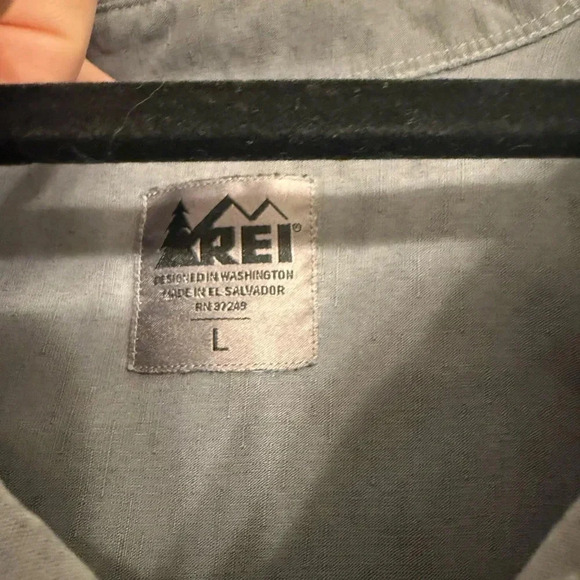 REI®
DESIGNED IN WASHINGTON
MADE IN EL SALVADOR
RN 37249
L